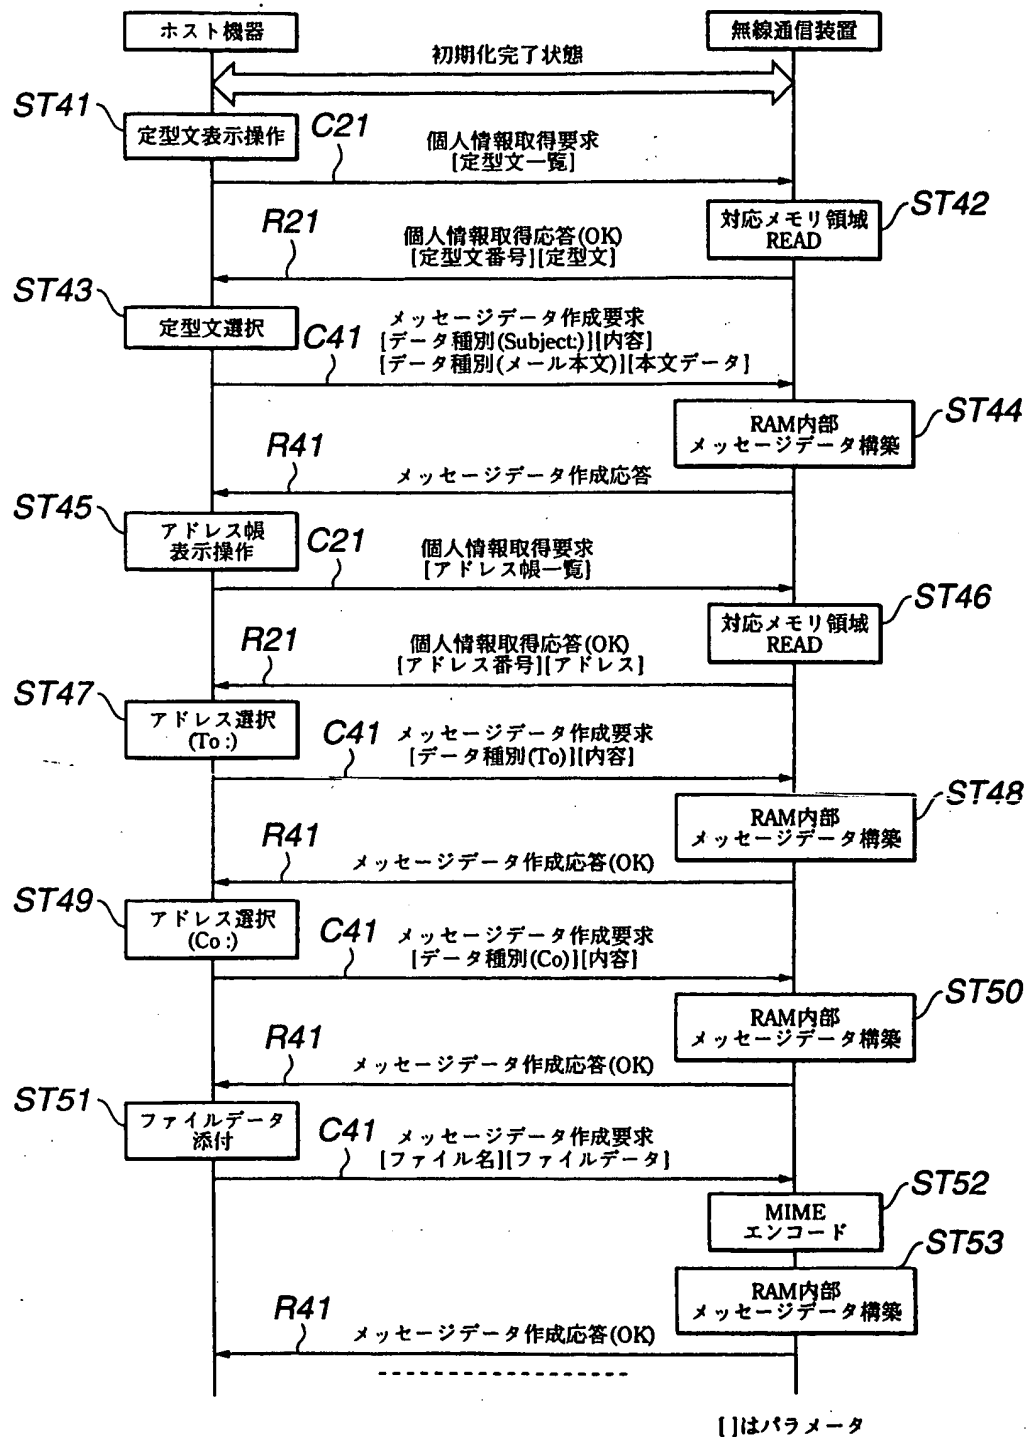 ホスト機器
無線通信装置
初期化完了状態
ST41
定型文表示操作
C21
個人情報取得要求
[定型文一覧]
対応メモリ領域
READ
ST42
R21
個人情報取得応答(OK)
[定型文番号][定型文]
ST43
定型文選択
C41
メッセージデータ作成要求
[データ種別(Subject:)][内容]
[データ種別(メール本文)][本文データ]
RAM内部
メッセージデータ構築
ST44
R41
メッセージデータ作成応答
ST45
アドレス帳
表示操作
C21
個人情報取得要求
[アドレス帳一覧]
対応メモリ領域
READ
ST46
R21
個人情報取得応答(OK)
[アドレス番号][アドレス]
ST47
アドレス選択
(To:)
C41
メッセージデータ作成要求
[データ種別(To)][内容]
RAM内部
メッセージデータ構築
ST48
R41
メッセージデータ作成応答(OK)
ST49
アドレス選択
(Co:)
C41
メッセージデータ作成要求
[データ種別(Co)][内容]
RAM内部
メッセージデータ構築
ST50
R41
メッセージデータ作成応答(OK)
ST51
ファイルデータ
添付
C41
メッセージデータ作成要求
[ファイル名][ファイルデータ]
MIME
エンコード
ST52
RAM内部
メッセージデータ構築
ST53
R41
メッセージデータ作成応答(OK)
[ ]はパラメータ